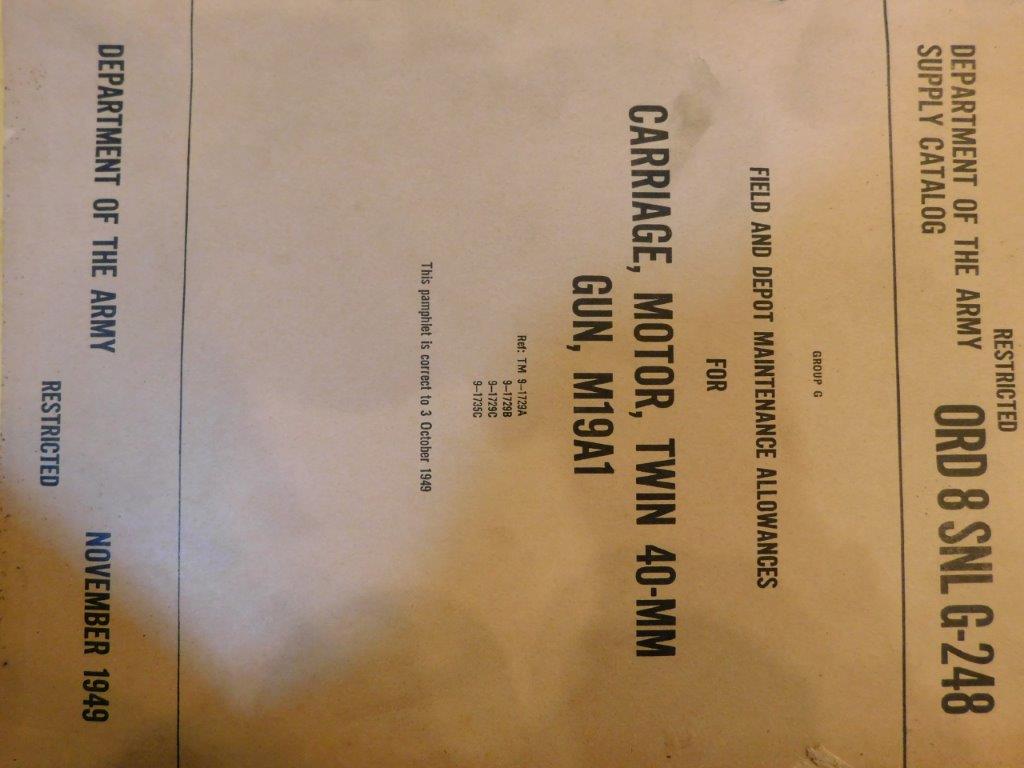 RESTRICTED
DEPARTMENT OF THE ARMY
SUPPLY CATALOG
ORD 8 SNL G-248
GROUP G
FIELD AND DEPOT MAINTENANCE ALLOWANCES
FOR
CARRIAGE, MOTOR, TWIN 40-MM
GUN, M19A1
Ref: TM 9-1729A
9-1729B
9-1729C
9-1735C
This pamphlet is correct to 3 October 1949
DEPARTMENT OF THE ARMY
NOVEMBER 1949
RESTRICTED